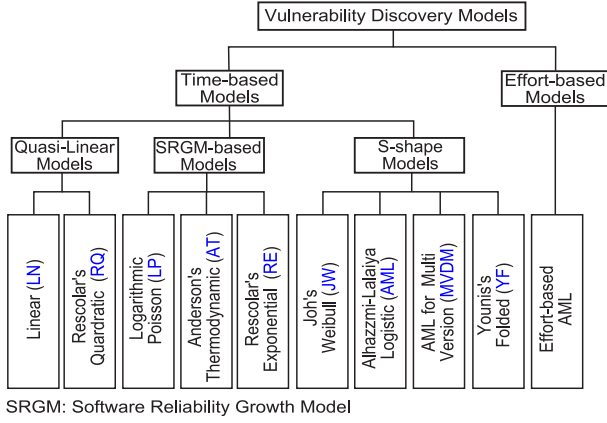 Vulnerability Discovery Models
Time-based
Models
Effort-based
Models
Quasi-Linear
Models
SRGM-based
Models
S-shape
Models
Linear (LN)
Rescolar's
Quardratic (RQ)
Logarithmic
Poisson (LP)
Anderson's
Thermodynamic (AT)
Rescolar's
Exponential (RE)
Joh's
Weibull (JW)
Alhazzmi-Lalaiya
Logistic (AML)
AML for Multi
Version (MVDM)
Younis's
Folded (YF)
Effort-based
AML
SRGM: Software Reliability Growth Model